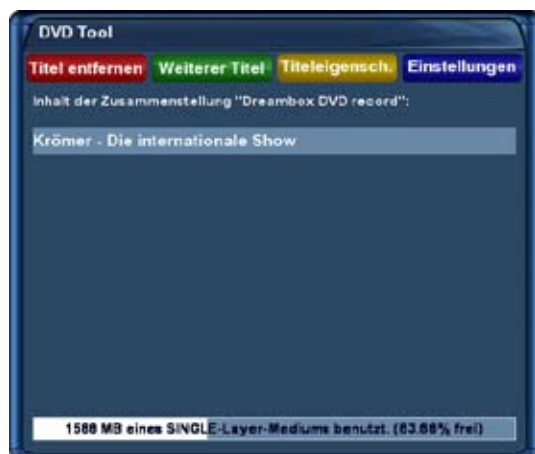 DVD Tool
Titel entfernen Weiterer Titel Titeleigensch. Einstellungen
Inhalt der Zusammenstellung "Dreambox DVD record":
Krömer - Die internationale Show
1588 MB eines SINGLE-Layer-Mediums benutzt. (63.68% frei)